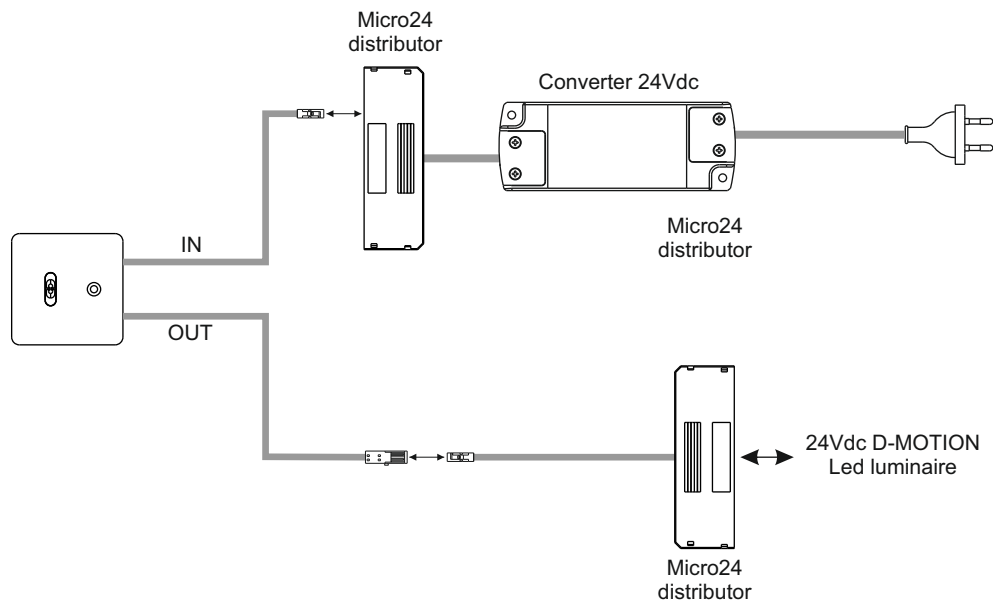 Micro24
distributor
Converter 24Vdc
Micro24
distributor
IN
OUT
24Vdc D-MOTION
Led luminaire
Micro24
distributor